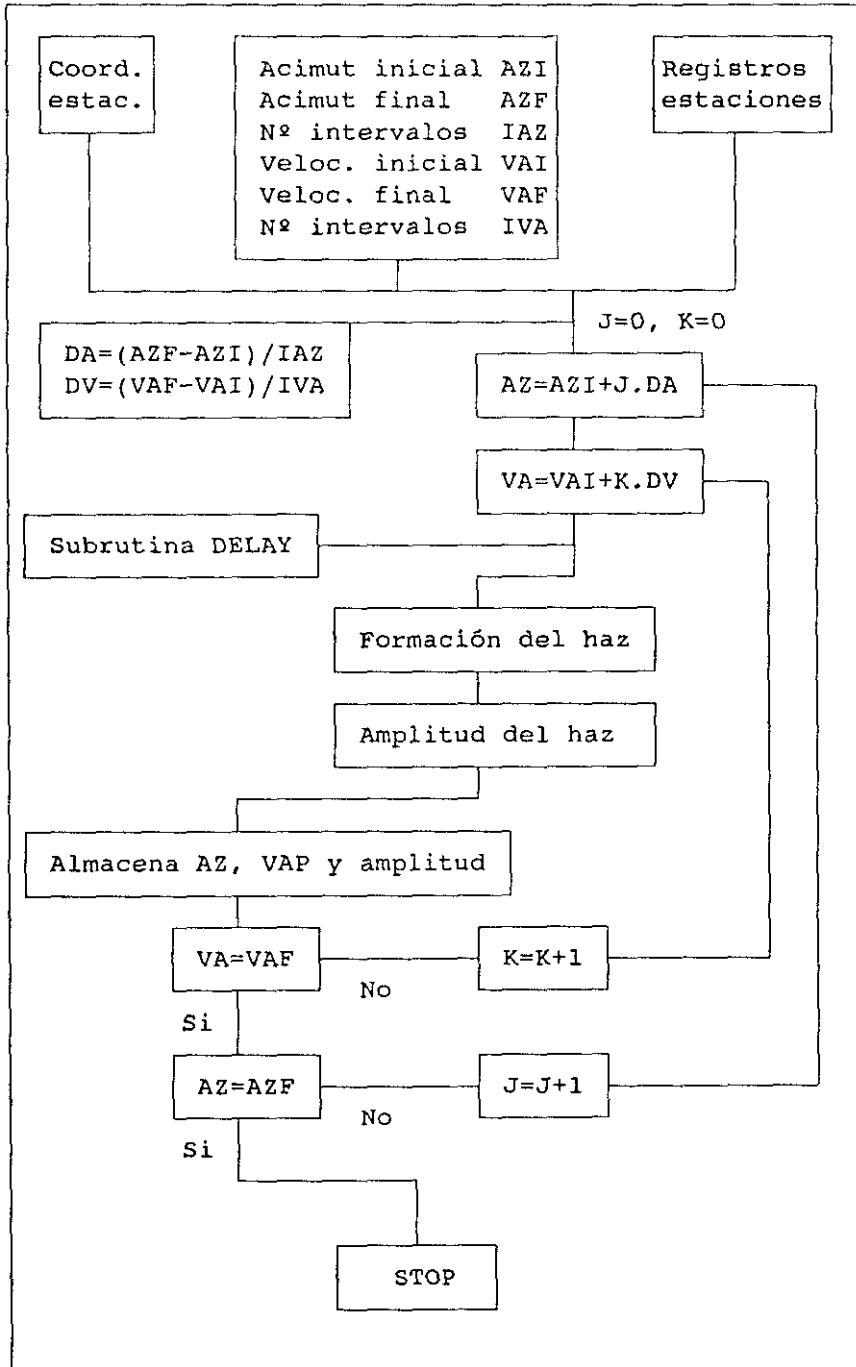 Coord.
estac.
Acimut inicial AZI
Acimut final AZF
Nº intervalos IAZ
Veloc. inicial VAI
Veloc. final VAF
Nº intervalos IVA
Registros
estaciones
J=0, K=0
DA=(AZF-AZI)/IAZ
DV=(VAF-VAI)/IVA
AZ=AZI+J.DA
VA=VAI+K.DV
Subrutina DELAY
Formación del haz
Amplitud del haz
Almacena AZ, VAP y amplitud
VA=VAF
No
K=K+1
Si
AZ=AZF
No
J=J+1
Si
STOP